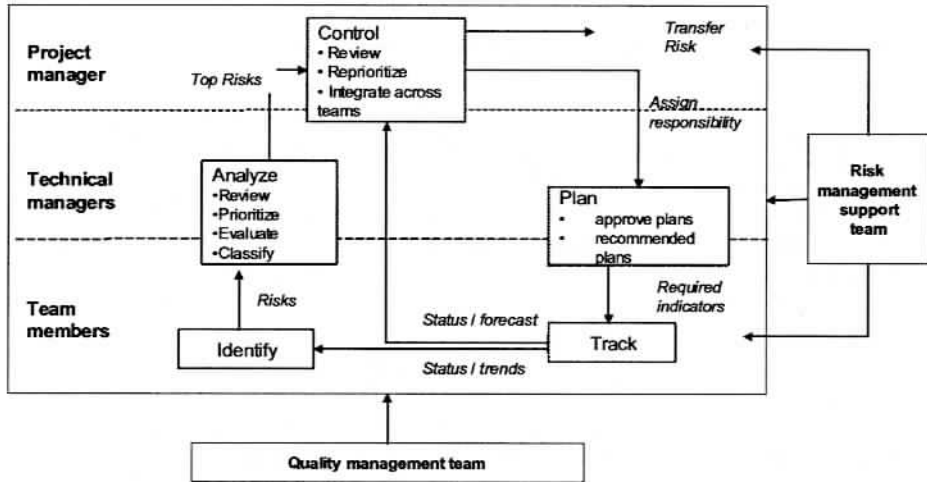 Project
manager
Top Risks
Control
• Review
• Reprioritize
• Integrate across
teams
Transfer
Risk
Assign
responsibility
Technical
managers
Analyze
•Review
•Prioritize
•Evaluate
•Classify
Plan
• approve plans
• recommended
plans
Risk
management
support
team
Team
members
Risks
Identify
Status / forecast
Status / trends
Required
indicators
Track
Quality management team